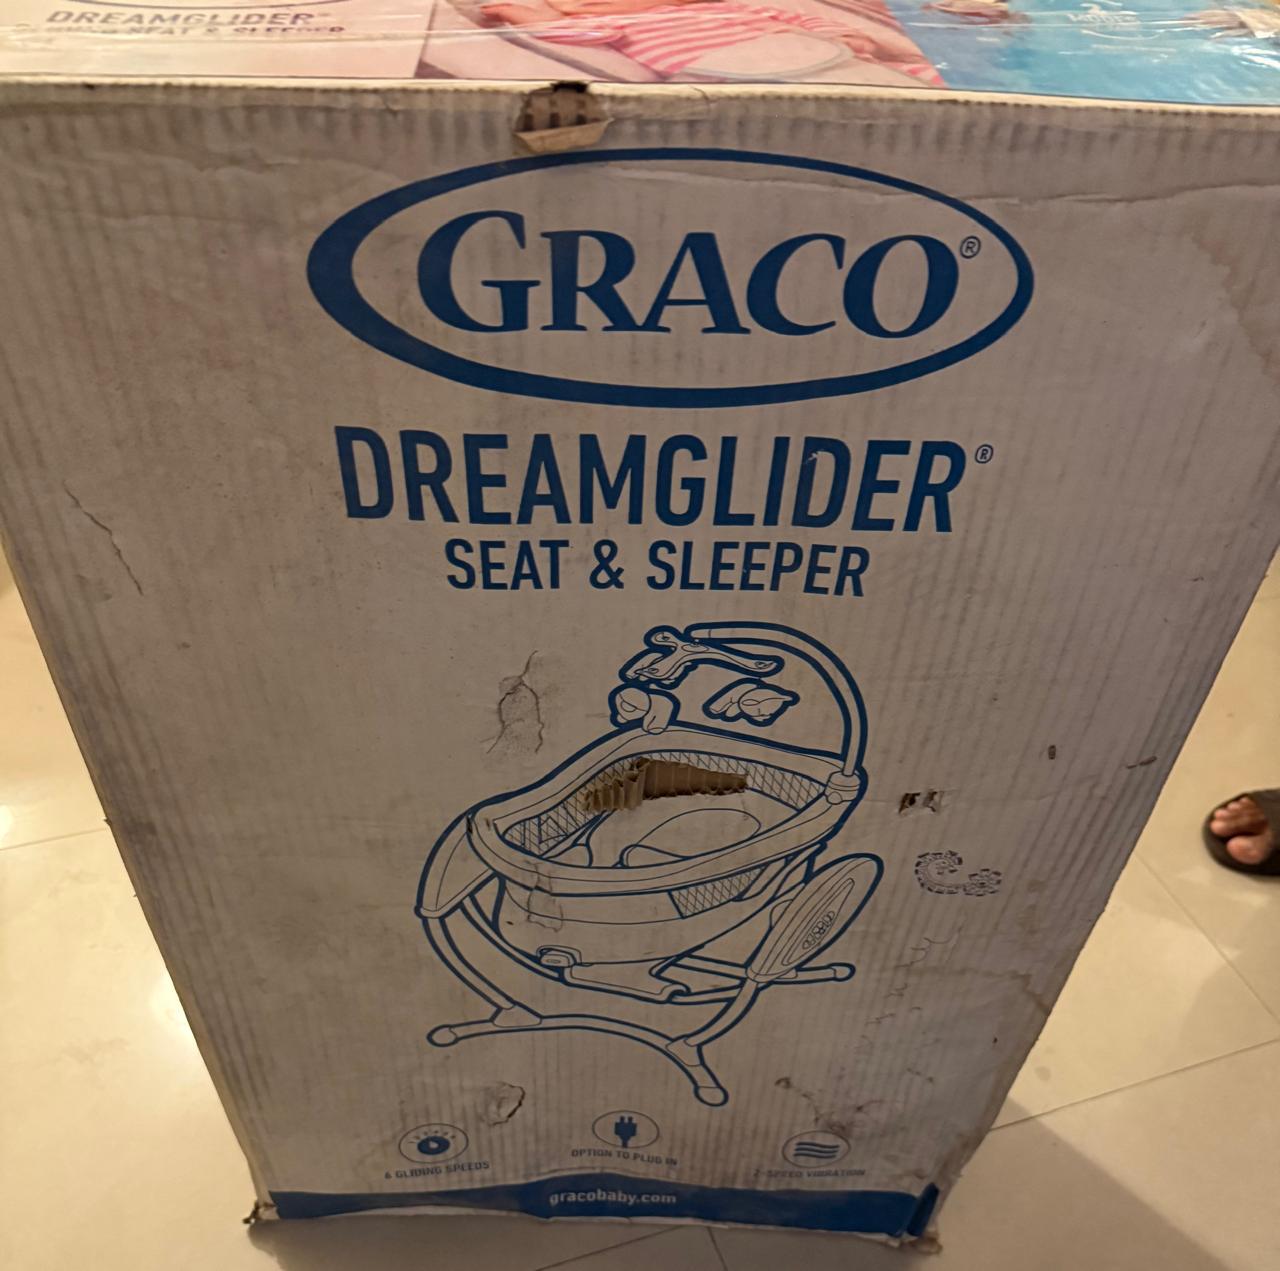 DREAMGLIDER
SEAT & SLEEPER
GRACO®
DREAMGLIDER®
SEAT & SLEEPER
6 GLIDING SPEEDS
OPTION TO PLUG IN
2-SPEED VIBRATION
gracobaby.com